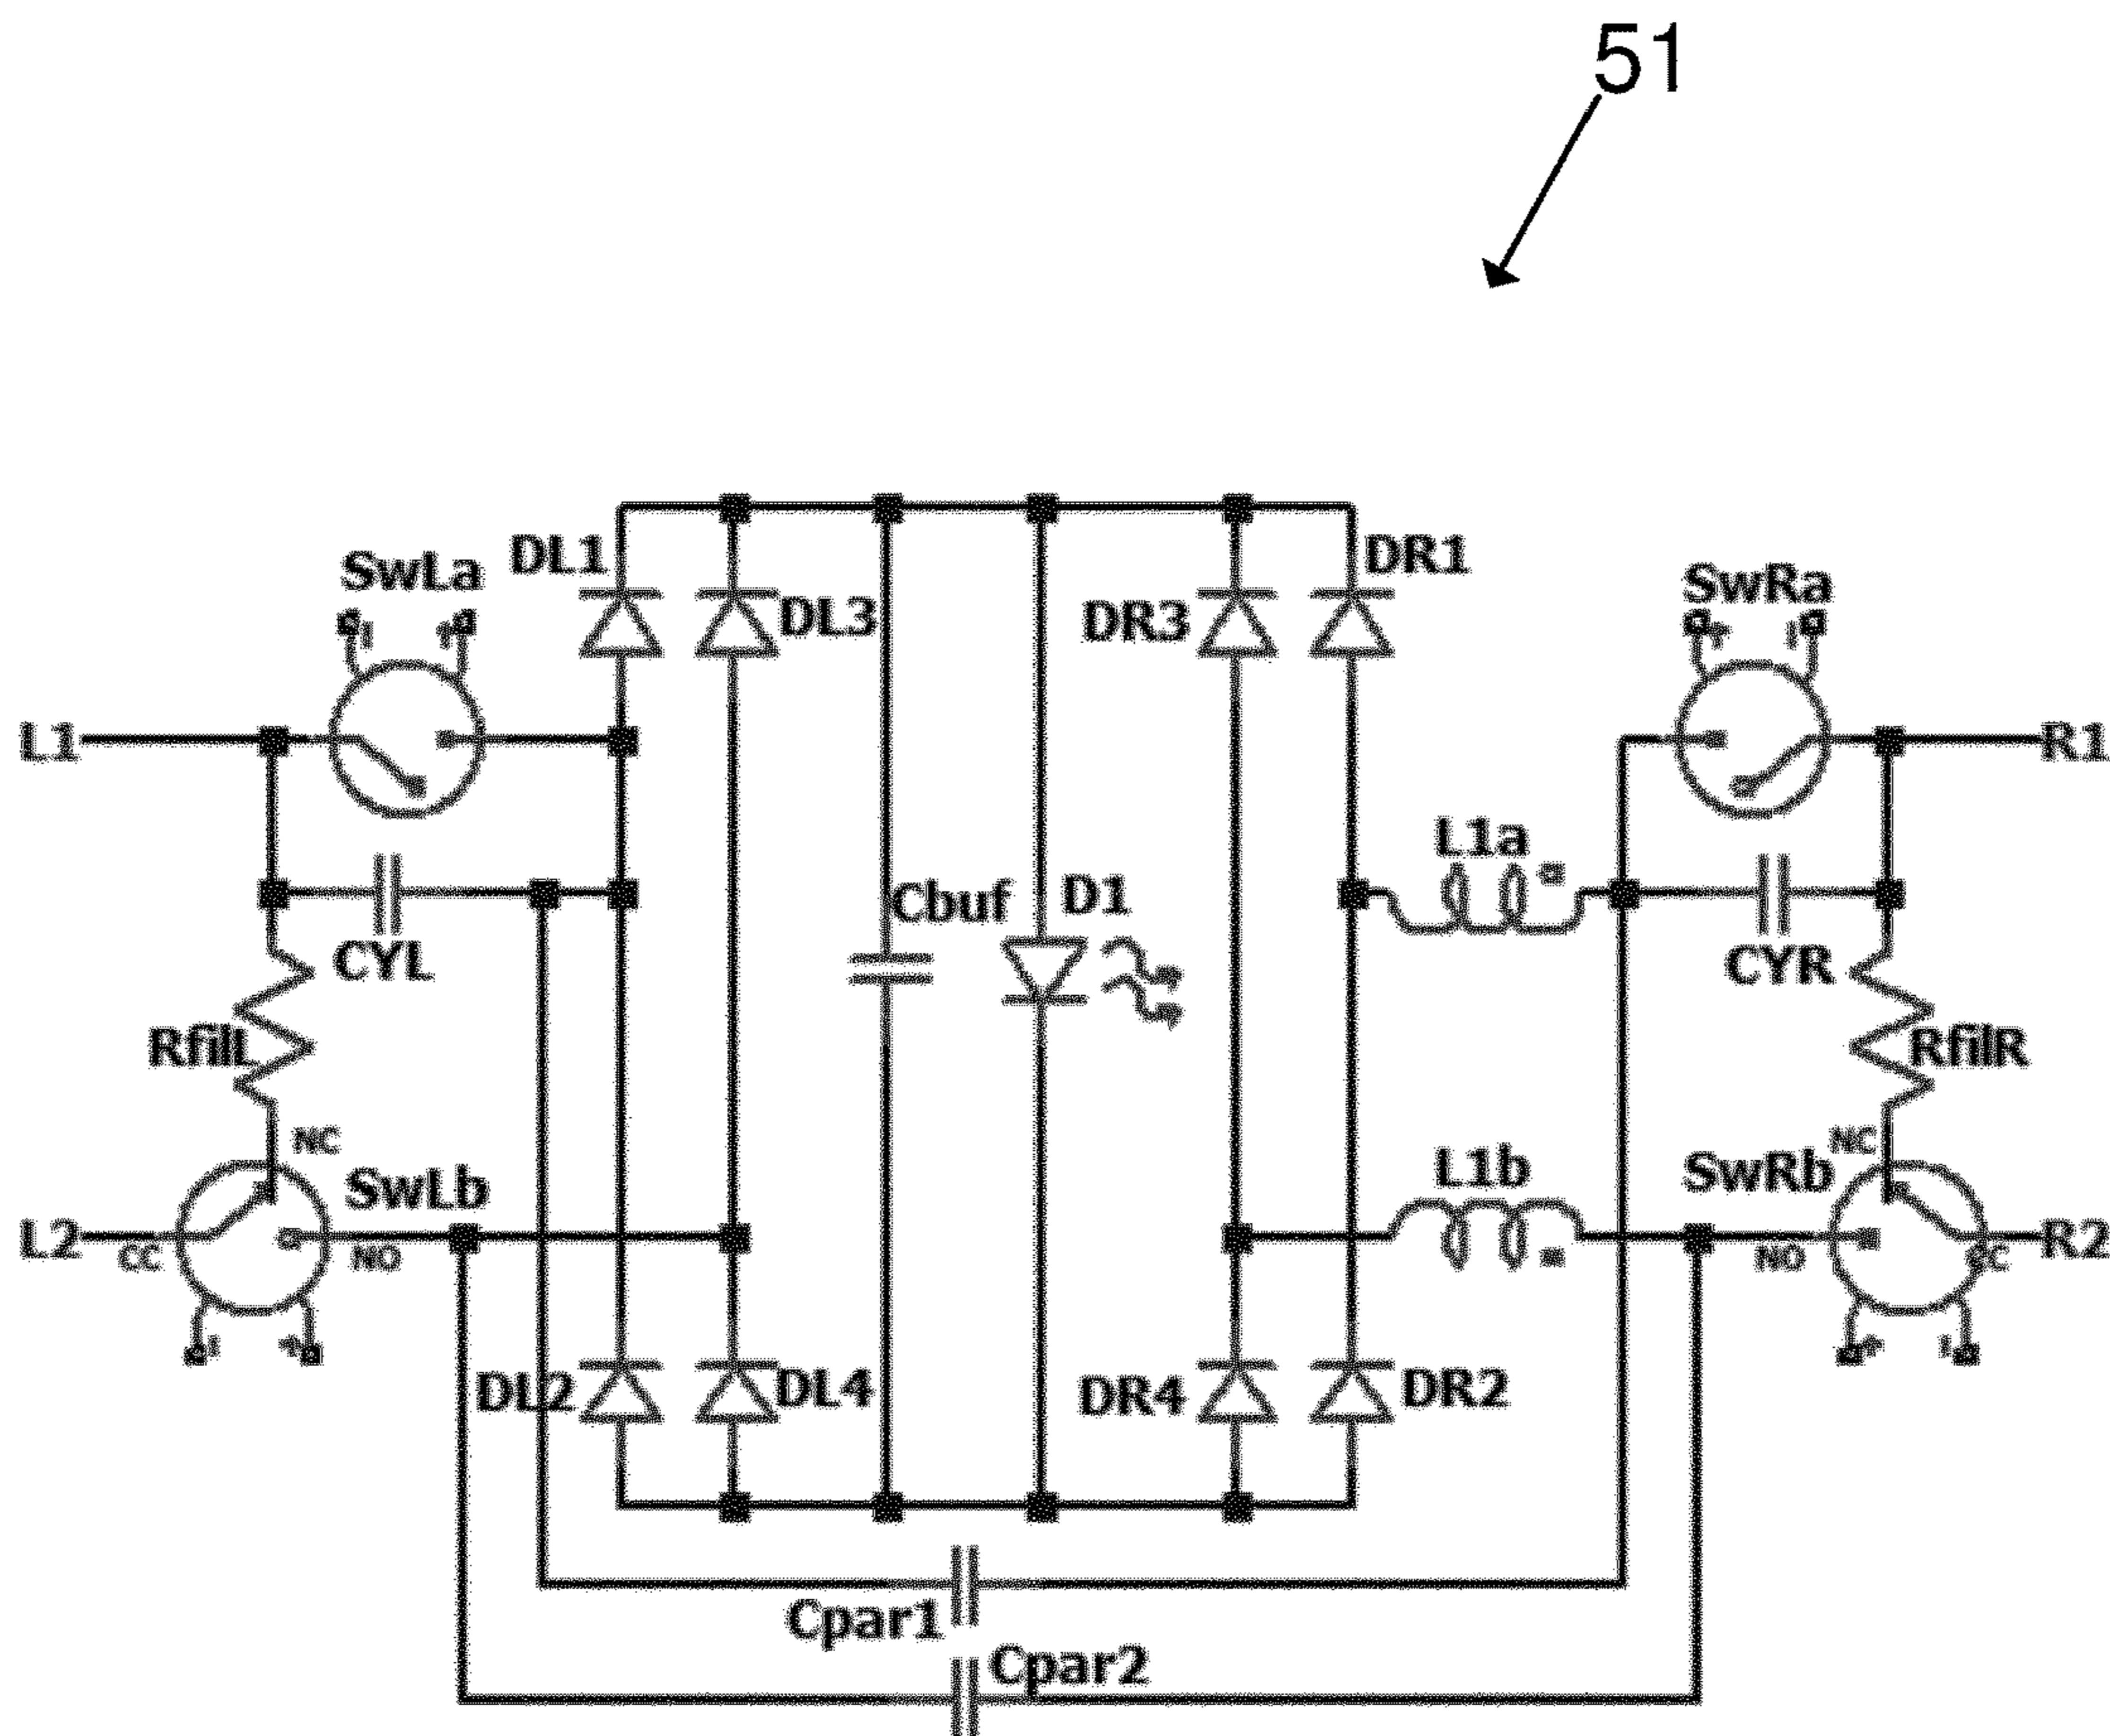 51
DL1
DR1
SwLa
SwRa
DL3
DR3
- +
+ -
L1
R1
L1a
Cbuf
D1
CYL
CYR
RfilL
RfilR
NC
NC
SwLb
L1b
SwRb
L2
CC
NO
NO
CC
R2
- +
+ -
DL2
DL4
DR4
DR2
Cpar1
Cpar2